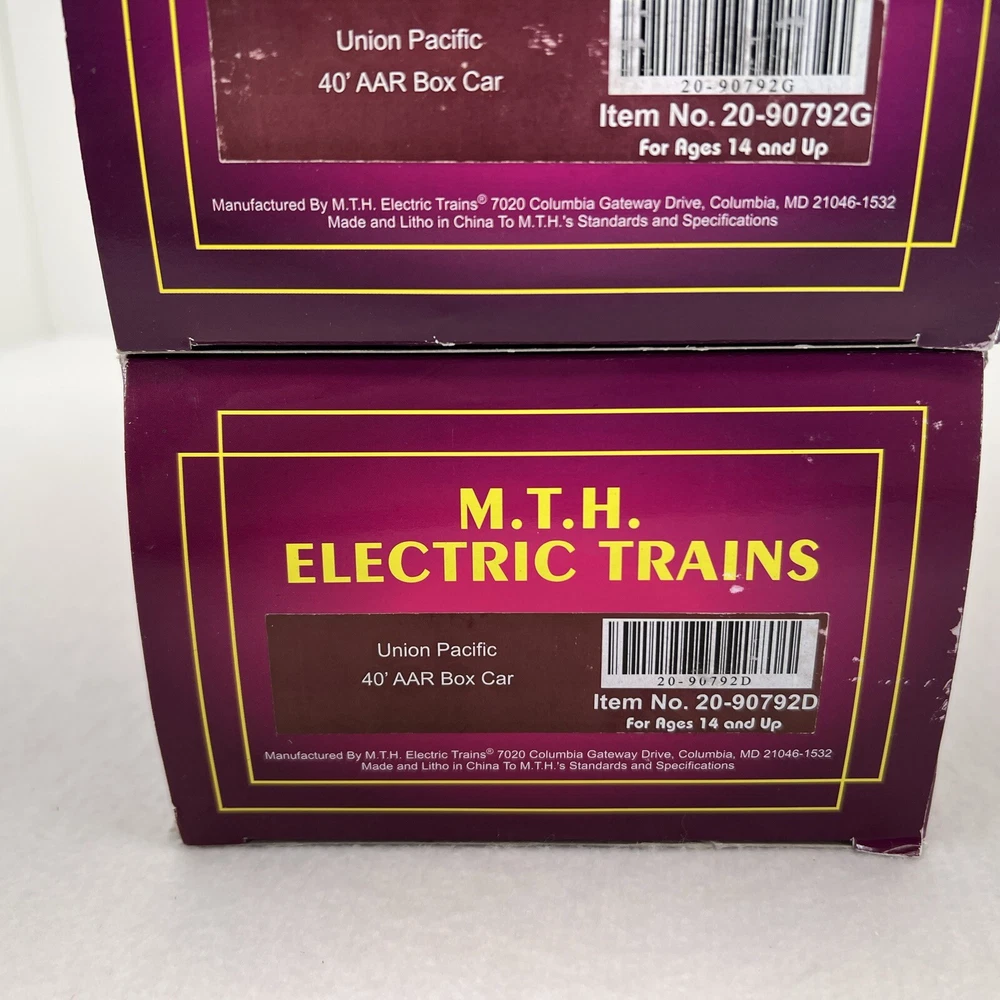 Union Pacific
40' AAR Box Car
20-90792G
Item No. 20-90792G
For Ages 14 and Up
Manufactured By M.T.H. Electric Trains® 7020 Columbia Gateway Drive, Columbia, MD 21046-1532
Made and Litho in China To M.T.H.'s Standards and Specifications
M.T.H.
ELECTRIC TRAINS
Union Pacific
40' AAR Box Car
20-90792D
Item No. 20-90792D
For Ages 14 and Up
Manufactured By M.T.H. Electric Trains® 7020 Columbia Gateway Drive, Columbia, MD 21046-1532
Made and Litho in China To M.T.H.'s Standards and Specifications